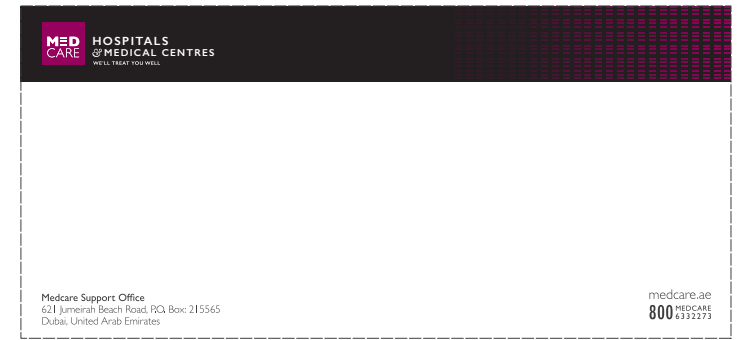 MED
CARE
HOSPITALS
& MEDICAL CENTRES
WE'LL TREAT YOU WELL
Medcare Support Office
621 Jumeirah Beach Road, P.O. Box: 215565
Dubai, United Arab Emirates
medcare.ae
800 MEDCARE
6332273